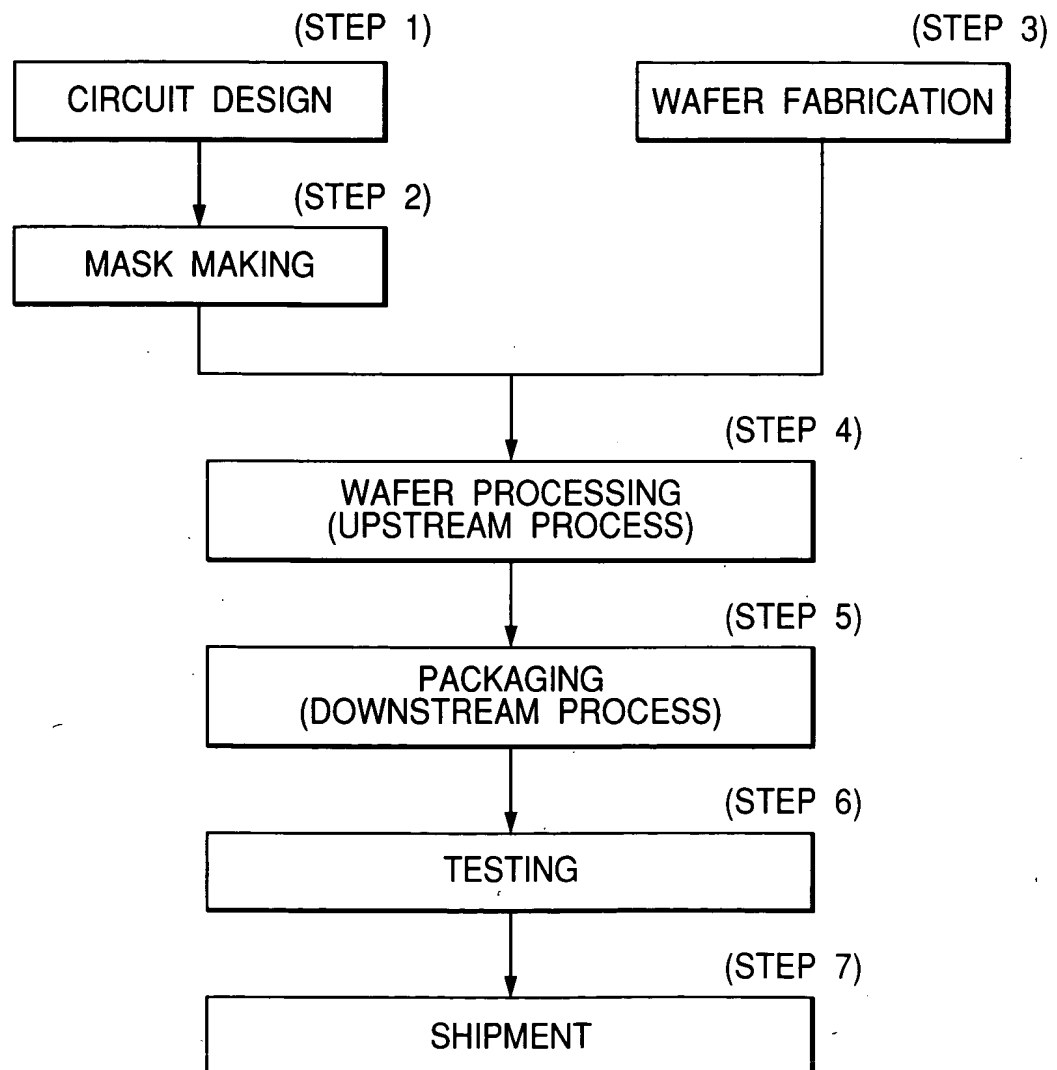 (STEP 1)
CIRCUIT DESIGN
(STEP 2)
MASK MAKING
(STEP 3)
WAFER FABRICATION
(STEP 4)
WAFER PROCESSING
(UPSTREAM PROCESS)
(STEP 5)
PACKAGING
(DOWNSTREAM PROCESS)
(STEP 6)
TESTING
(STEP 7)
SHIPMENT